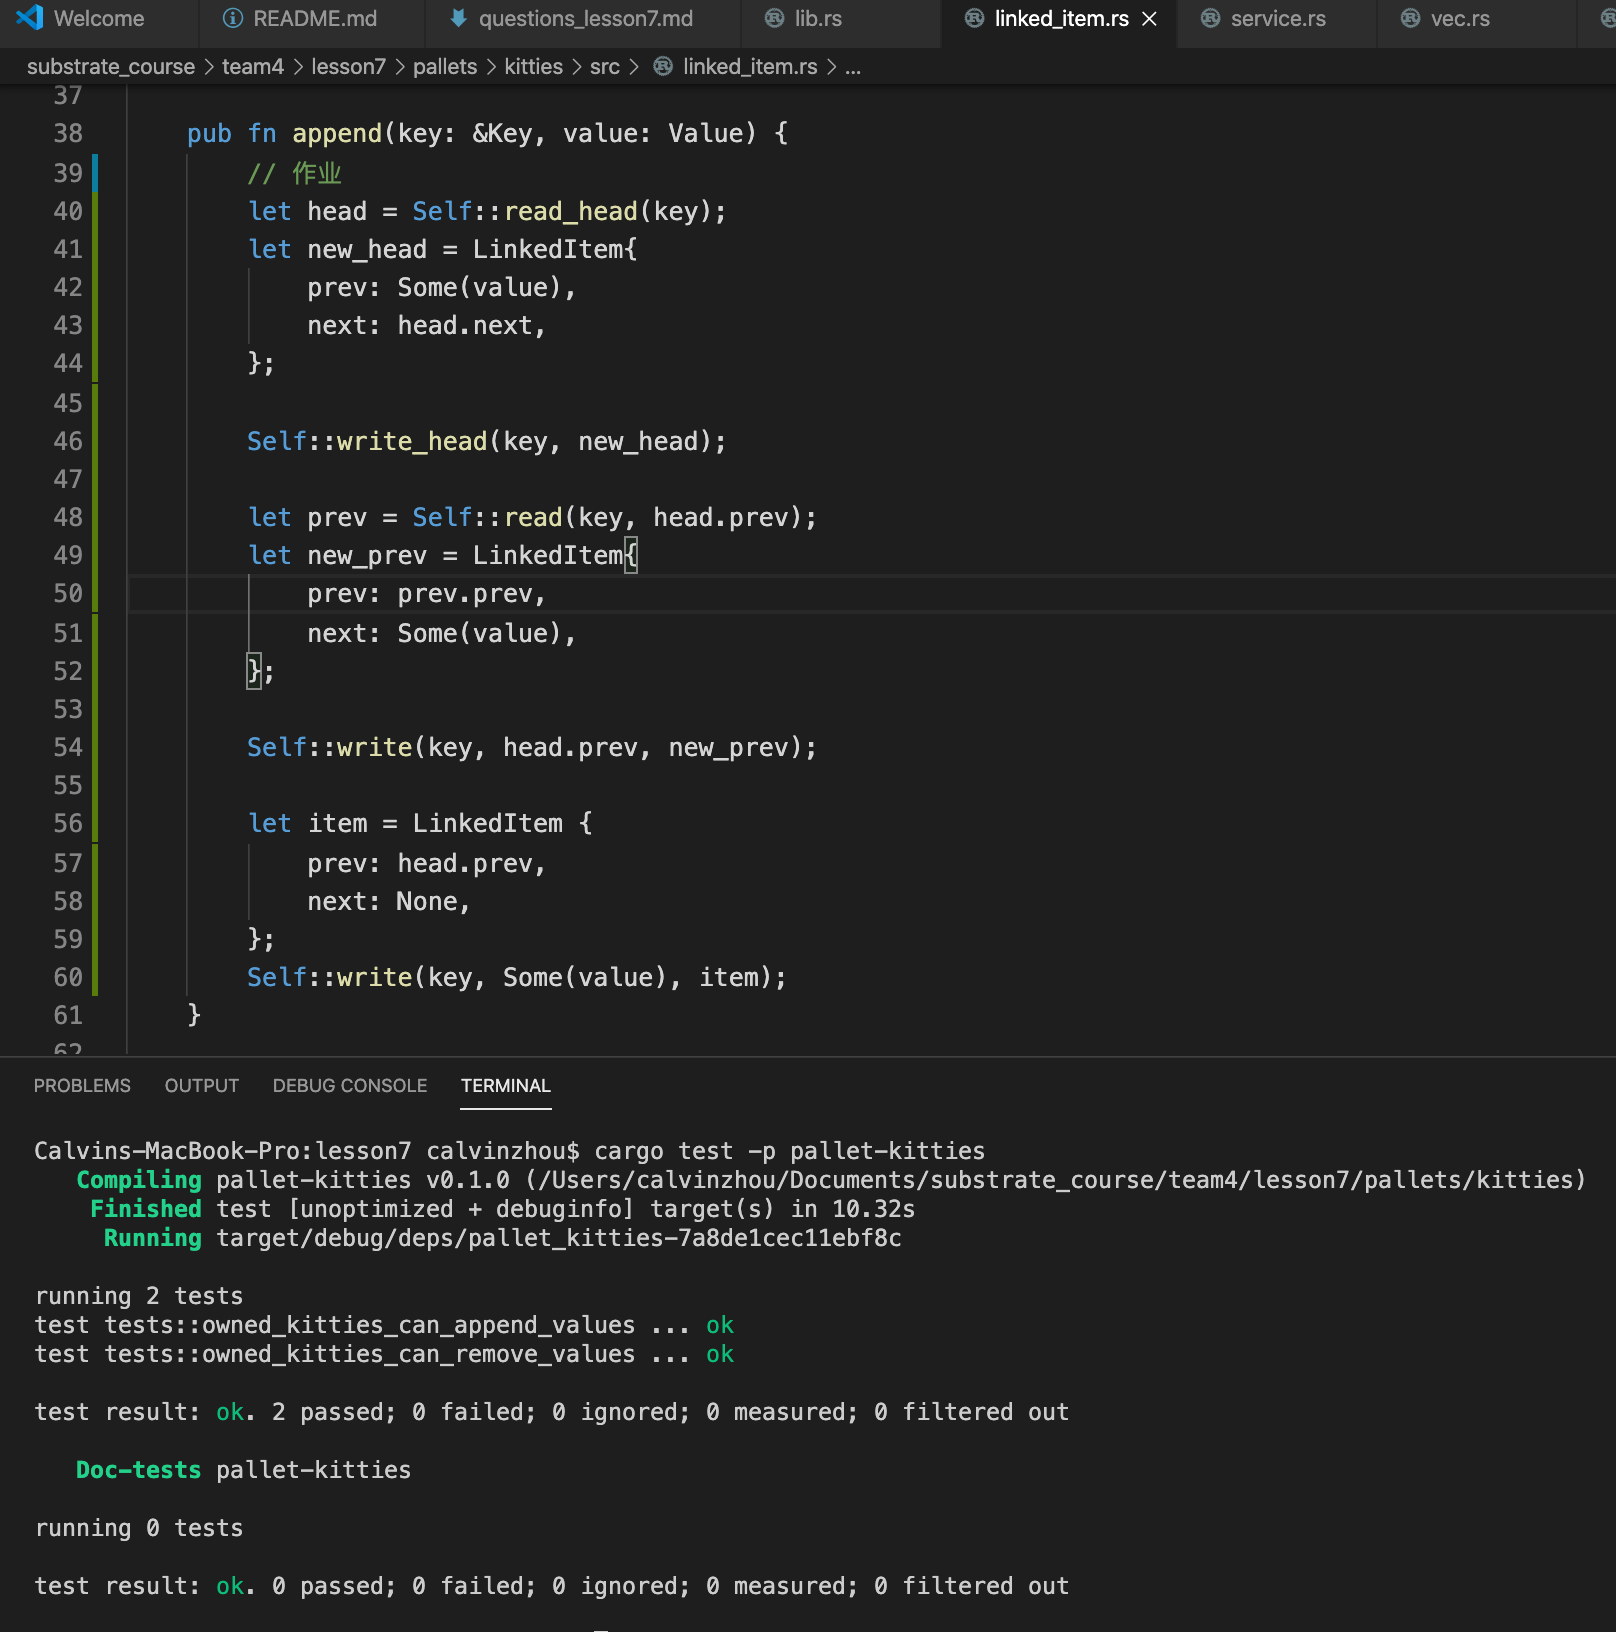 Welcome README.md questions_lesson7.md lib.rs linked_item.rs service.rs vec.rs
substrate_course > team4 > lesson7 > pallets > kitties > src > linked_item.rs > ...
37
38 pub fn append(key: &Key, value: Value) {
39 // 作业
40 let head = Self::read_head(key);
41 let new_head = LinkedItem{
42 prev: Some(value),
43 next: head.next,
44 };
45
46 Self::write_head(key, new_head);
47
48 let prev = Self::read(key, head.prev);
49 let new_prev = LinkedItem{
50 prev: prev.prev,
51 next: Some(value),
52 };
53
54 Self::write(key, head.prev, new_prev);
55
56 let item = LinkedItem {
57 prev: head.prev,
58 next: None,
59 };
60 Self::write(key, Some(value), item);
61 }
62
PROBLEMS OUTPUT DEBUG CONSOLE TERMINAL
Calvins-MacBook-Pro:lesson7 calvinzhou$ cargo test -p pallet-kitties
Compiling pallet-kitties v0.1.0 (/Users/calvinzhou/Documents/substrate_course/team4/lesson7/pallets/kitties)
Finished test [unoptimized + debuginfo] target(s) in 10.32s
Running target/debug/deps/pallet_kitties-7a8de1cec11ebf8c
running 2 tests
test tests::owned_kitties_can_append_values ... ok
test tests::owned_kitties_can_remove_values ... ok
test result: ok. 2 passed; 0 failed; 0 ignored; 0 measured; 0 filtered out
Doc-tests pallet-kitties
running 0 tests
test result: ok. 0 passed; 0 failed; 0 ignored; 0 measured; 0 filtered out